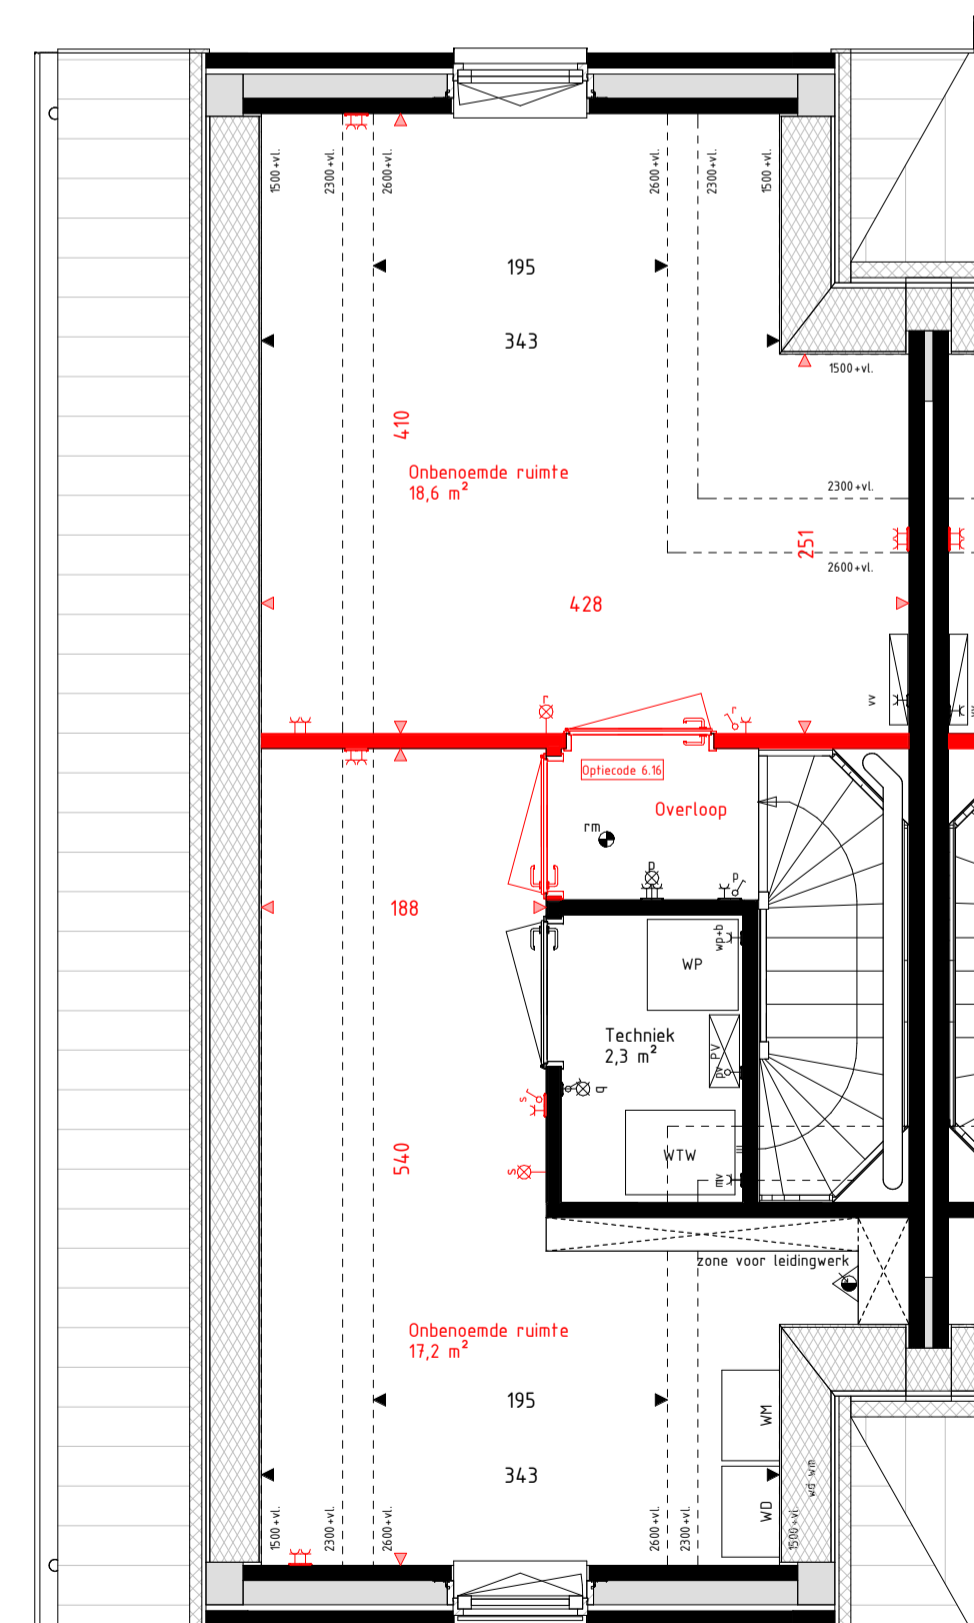 1500+vl.
2300+vl.
2600+vl.
2600+vl.
2300+vl.
1500+vl.
195
343
1500+vl.
410
Onbenoemde ruimte
18,6 m²
2300+vl.
251
2600+vl.
428
r
r
vv
Optiecode 6.16
Overloop
rm
p
p
188
wp+b
WP
Techniek
2,3 m²
PV
pv
q
s
540
s
WTW
mv
zone voor leidingwerk
Onbenoemde ruimte
17,2 m²
195
WM
343
wd wm
WD
1500+vl.
2300+vl.
2600+vl.
2600+vl.
2300+vl.
1500+vl